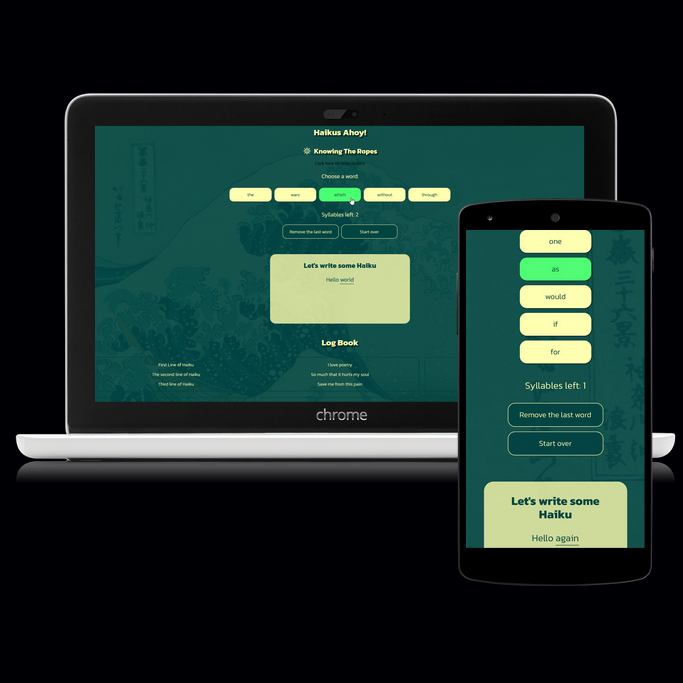 Haikus Ahoy!
Knowing The Ropes
Choose a word:
the
wars
which
without
through
Syllables left: 2
Remove the last word
Start over
Let's write some Haiku
Hello world
Log Book
First Line of Haiku
The second line of Haiku
Third line of Haiku
I love poetry
So much that it hurts my soul
Save me from this pain
chrome
one
as
would
if
for
Syllables left: 1
Remove the last word
Start over
Let's write some
Haiku
Hello again